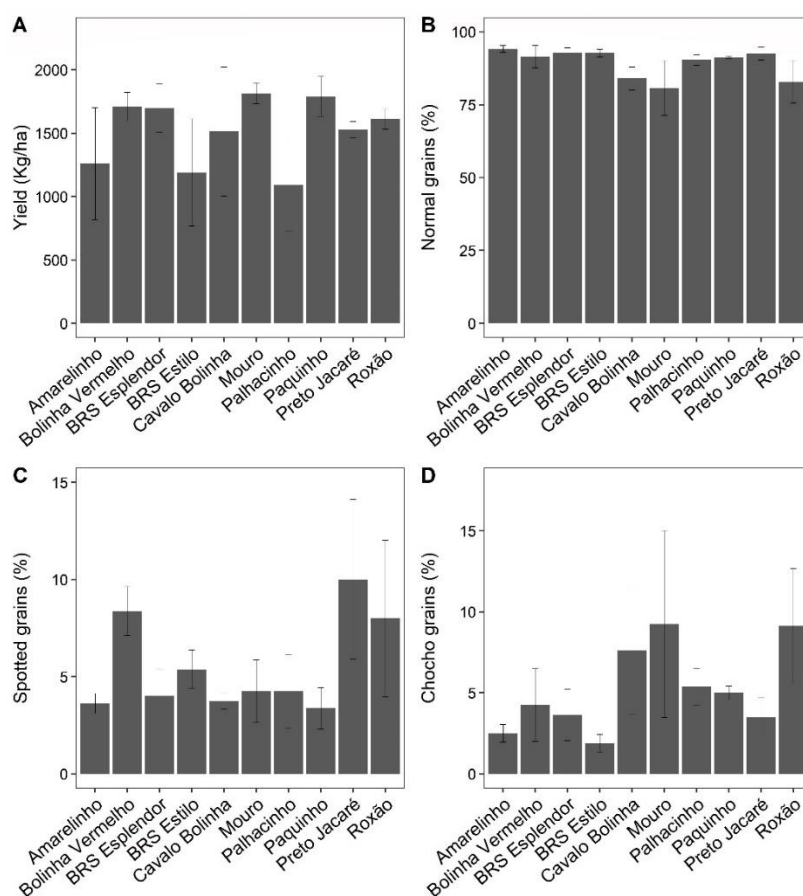 A
Yield (Kg/ha)
2000
1500
1000
500
0
Amarelinho
Bolinha Vermelho
BRS Esplendor
BRS Estilo
Cavalo Bolinha
Mouro
Palhacinho
Paquinho
Preto Jacaré
Roxão
B
Normal grains (%)
100
75
50
25
0
Amarelinho
Bolinha Vermelho
BRS Esplendor
BRS Estilo
Cavalo Bolinha
Mouro
Palhacinho
Paquinho
Preto Jacaré
Roxão
C
Spotted grains (%)
15
10
5
0
Amarelinho
Bolinha Vermelho
BRS Esplendor
BRS Estilo
Cavalo Bolinha
Mouro
Palhacinho
Paquinho
Preto Jacaré
Roxão
D
Chocho grains (%)
15
10
5
0
Amarelinho
Bolinha Vermelho
BRS Esplendor
BRS Estilo
Cavalo Bolinha
Mouro
Palhacinho
Paquinho
Preto Jacaré
Roxão